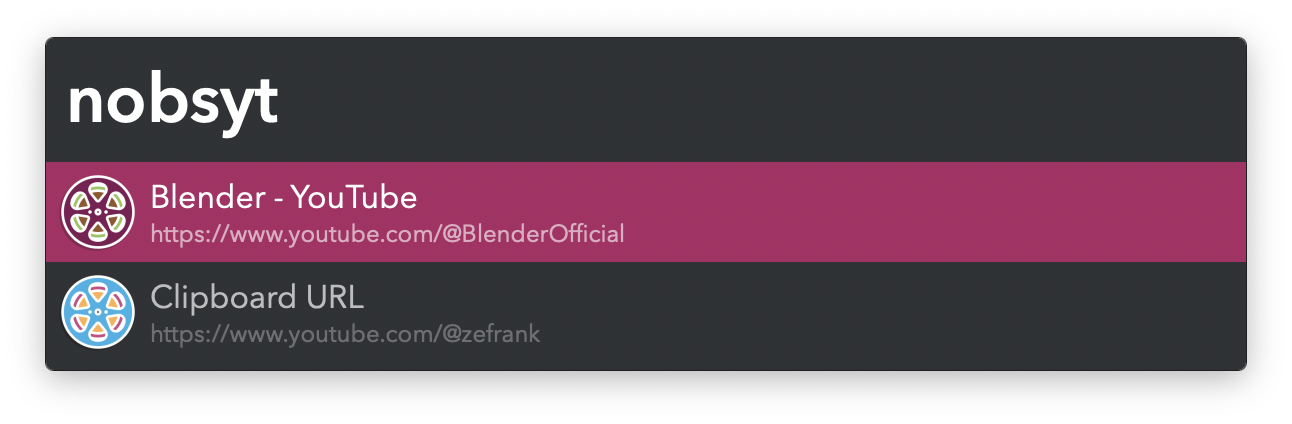 nobsyt
Blender - YouTube
https://www.youtube.com/@BlenderOfficial
Clipboard URL
https://www.youtube.com/@zefrank